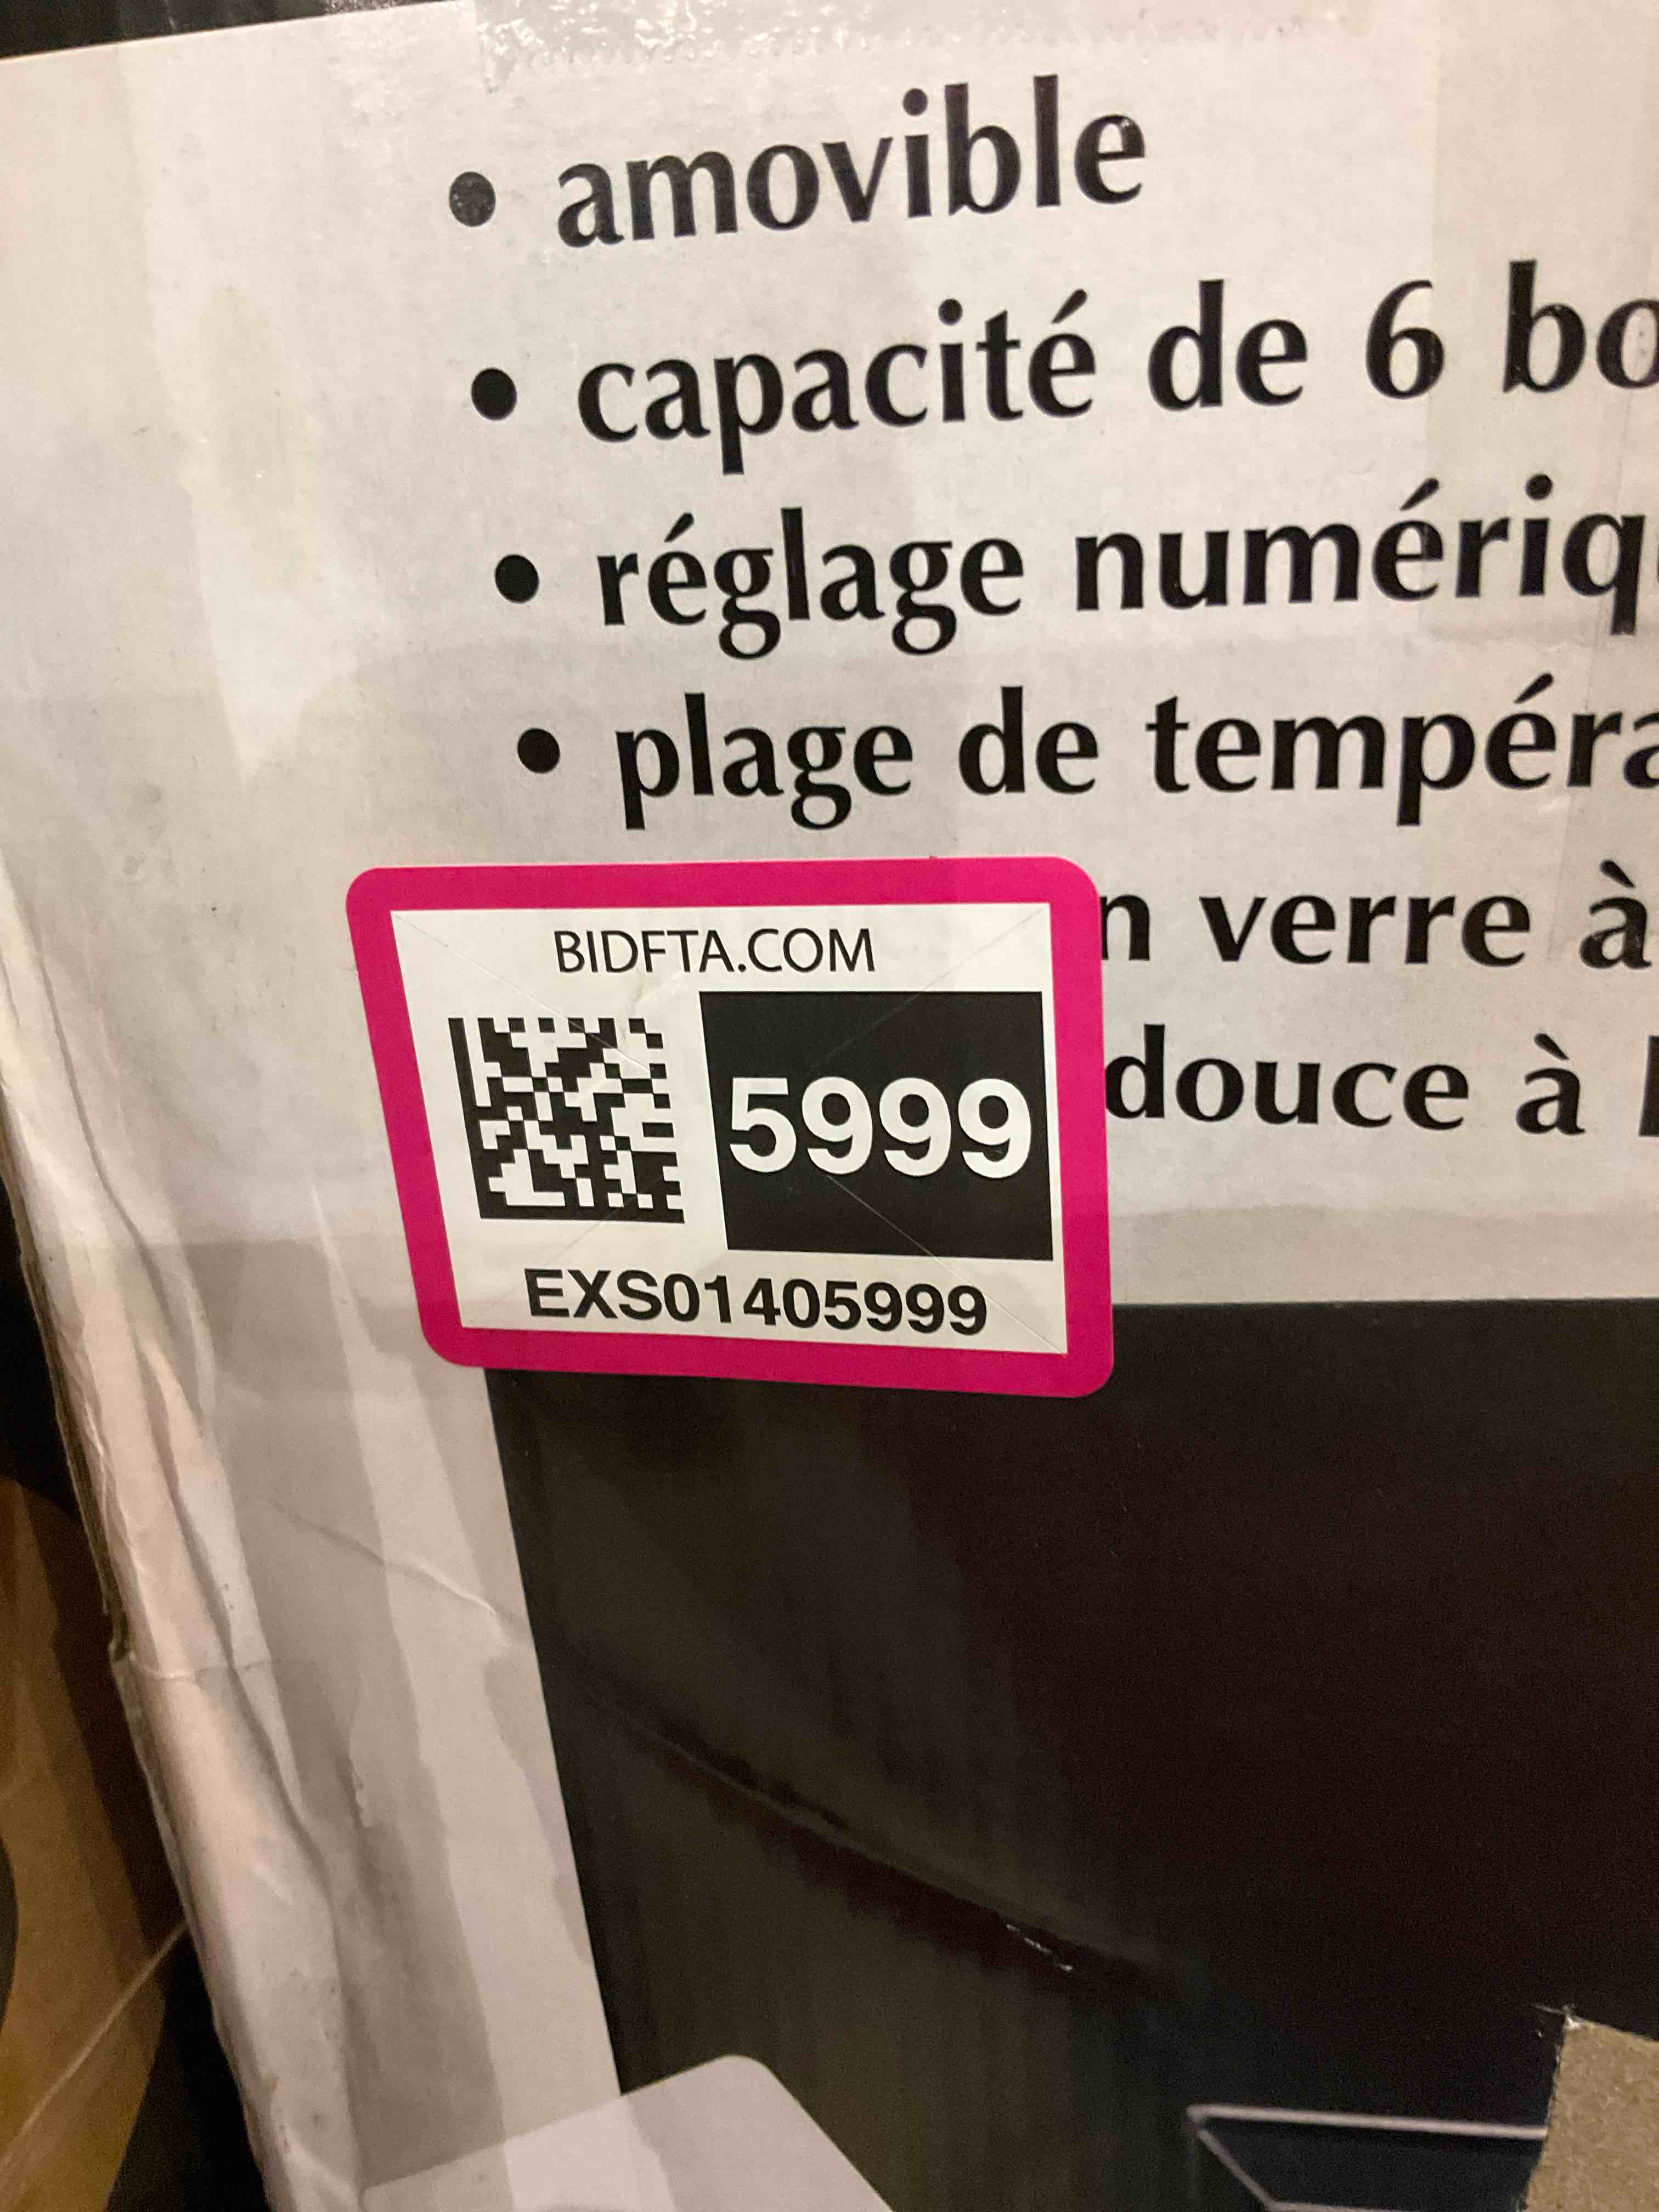 • amovible
• capacité de 6 bo
• réglage numériq
• plage de tempéra
n verre à
douce à
BIDFTA.COM
5999
EXS01405999